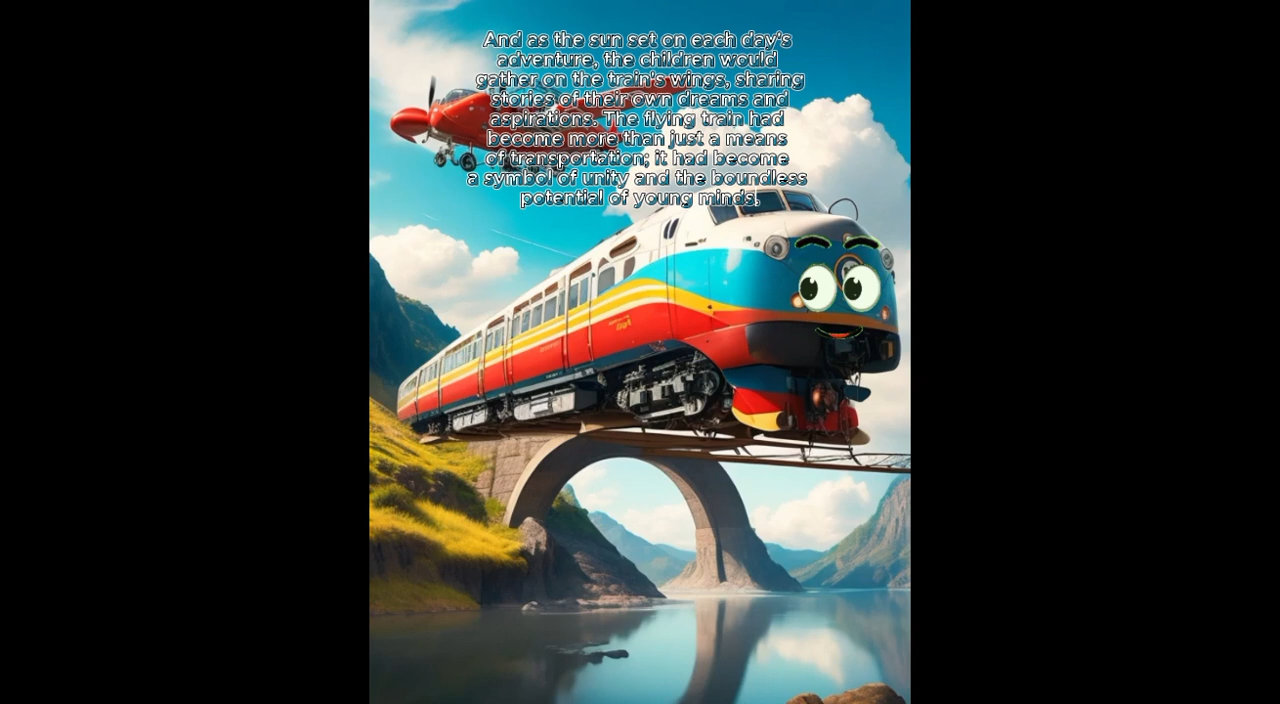 And as the sun set on each day's
adventure, the children would
gather on the train's wings, sharing
stories of their own dreams and
aspirations. The flying train had
become more than just a means
of transportation; it had become
a symbol of unity and the boundless
potential of young minds.